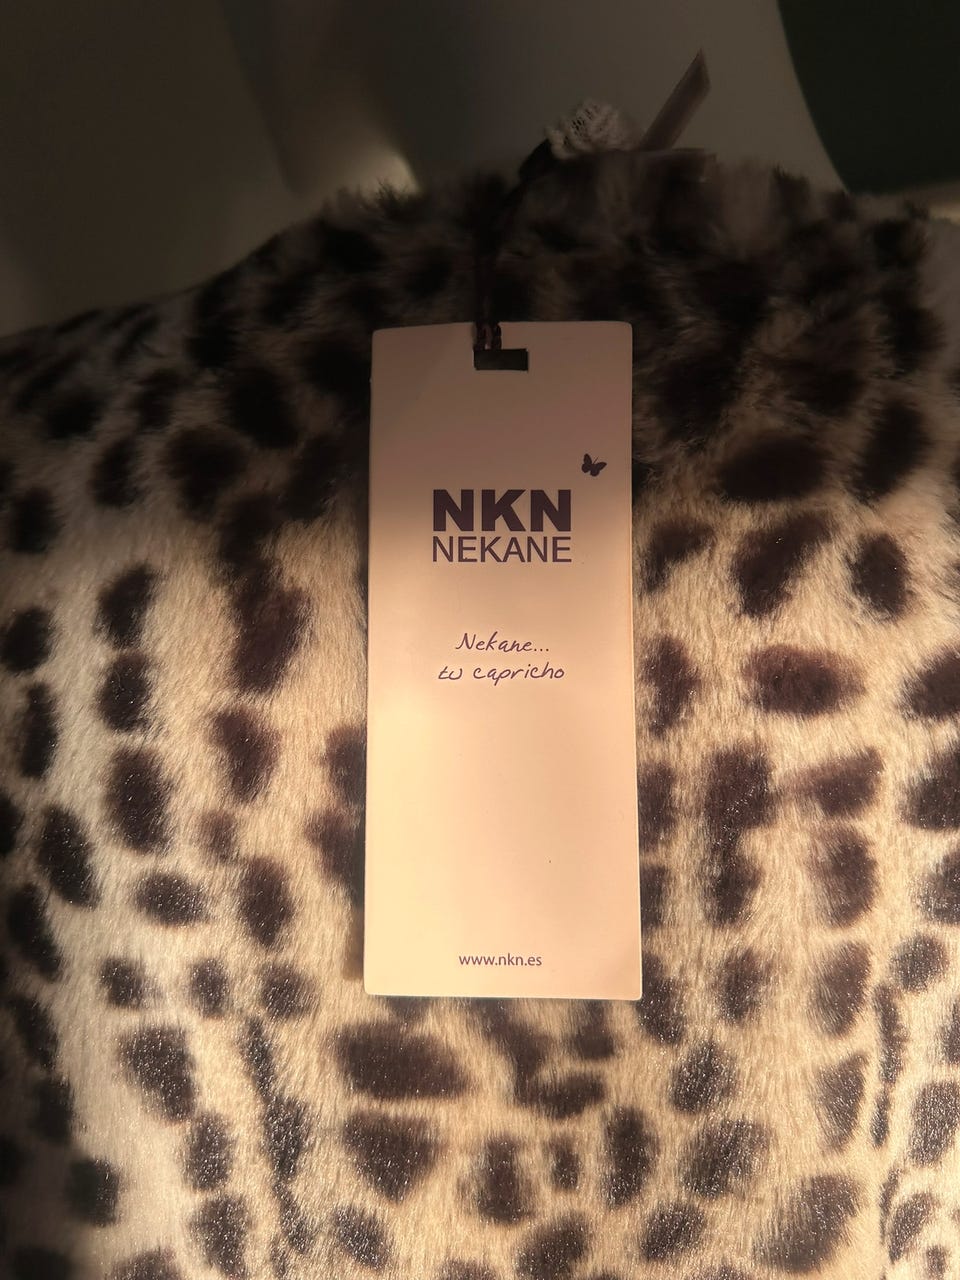 NKN
NEKANE
Nekane...
tu capricho
www.nkn.es